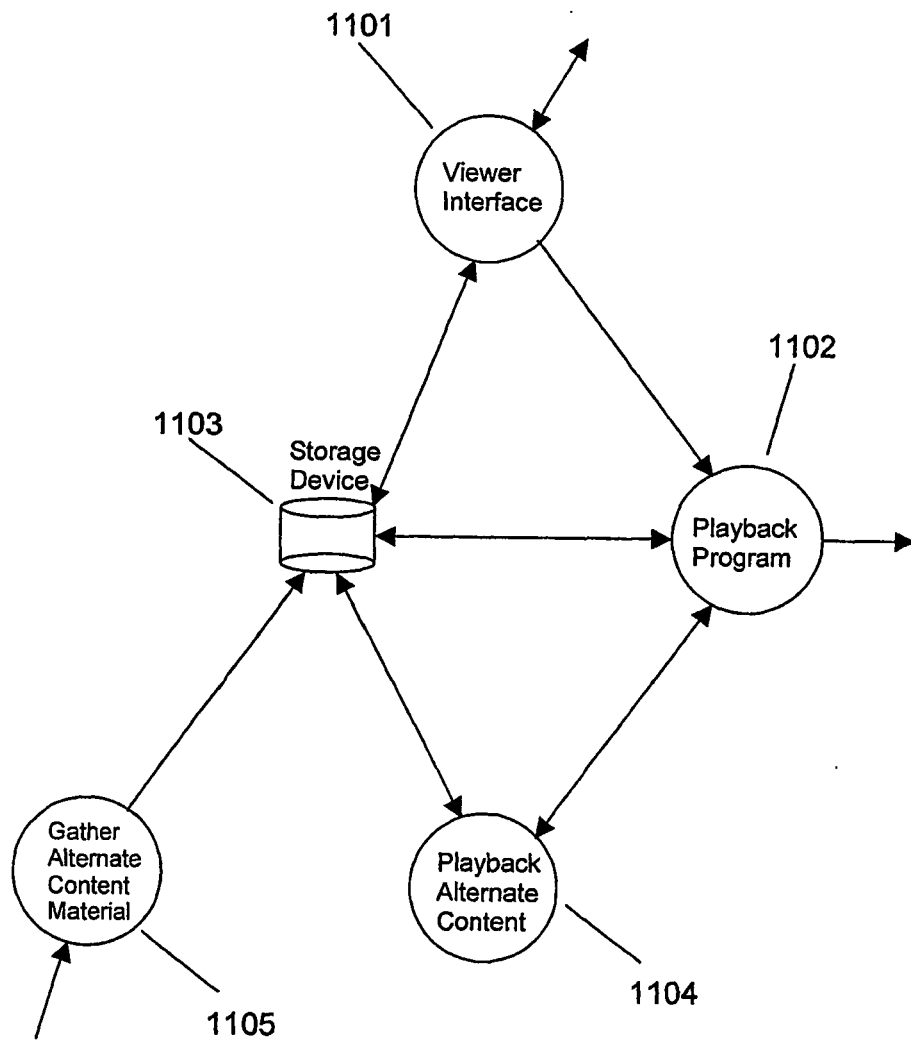 1101
Viewer
Interface
1102
1103
Storage
Device
Playback
Program
Gather
Alternate
Content
Material
Playback
Alternate
Content
1104
1105